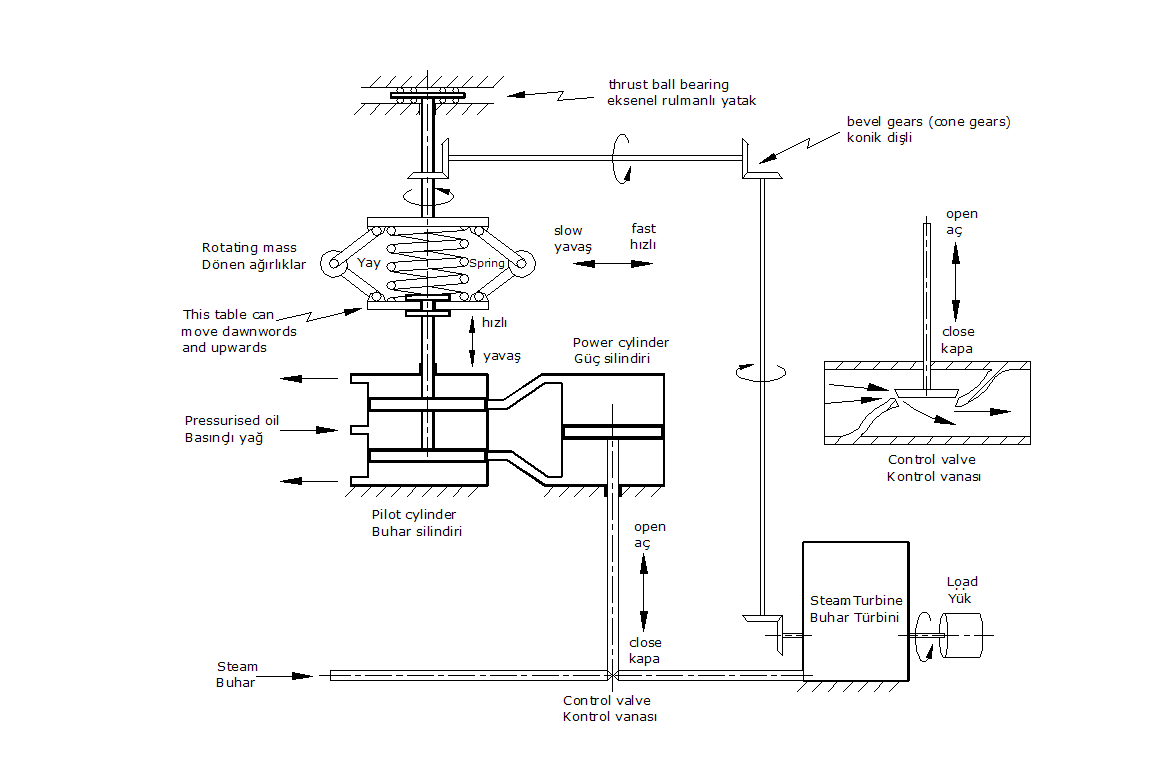 thrust ball bearing
eksenel rulmanlı yatak
bevel gears (cone gears)
konik dişli
open
aç
slow
yavaş
fast
hızlı
Rotating mass
Dönen ağırlıklar
Yay
Spring
This table can
move dawnwords
and upwards
hızlı
yavaş
close
kapa
Power cylinder
Güç silindiri
Pressurised oil
Basınçlı yağ
Control valve
Kontrol vanası
Pilot cylinder
Buhar silindiri
open
aç
close
kapa
Steam Turbine
Buhar Türbini
Load
Yük
Steam
Buhar
Control valve
Kontrol vanası